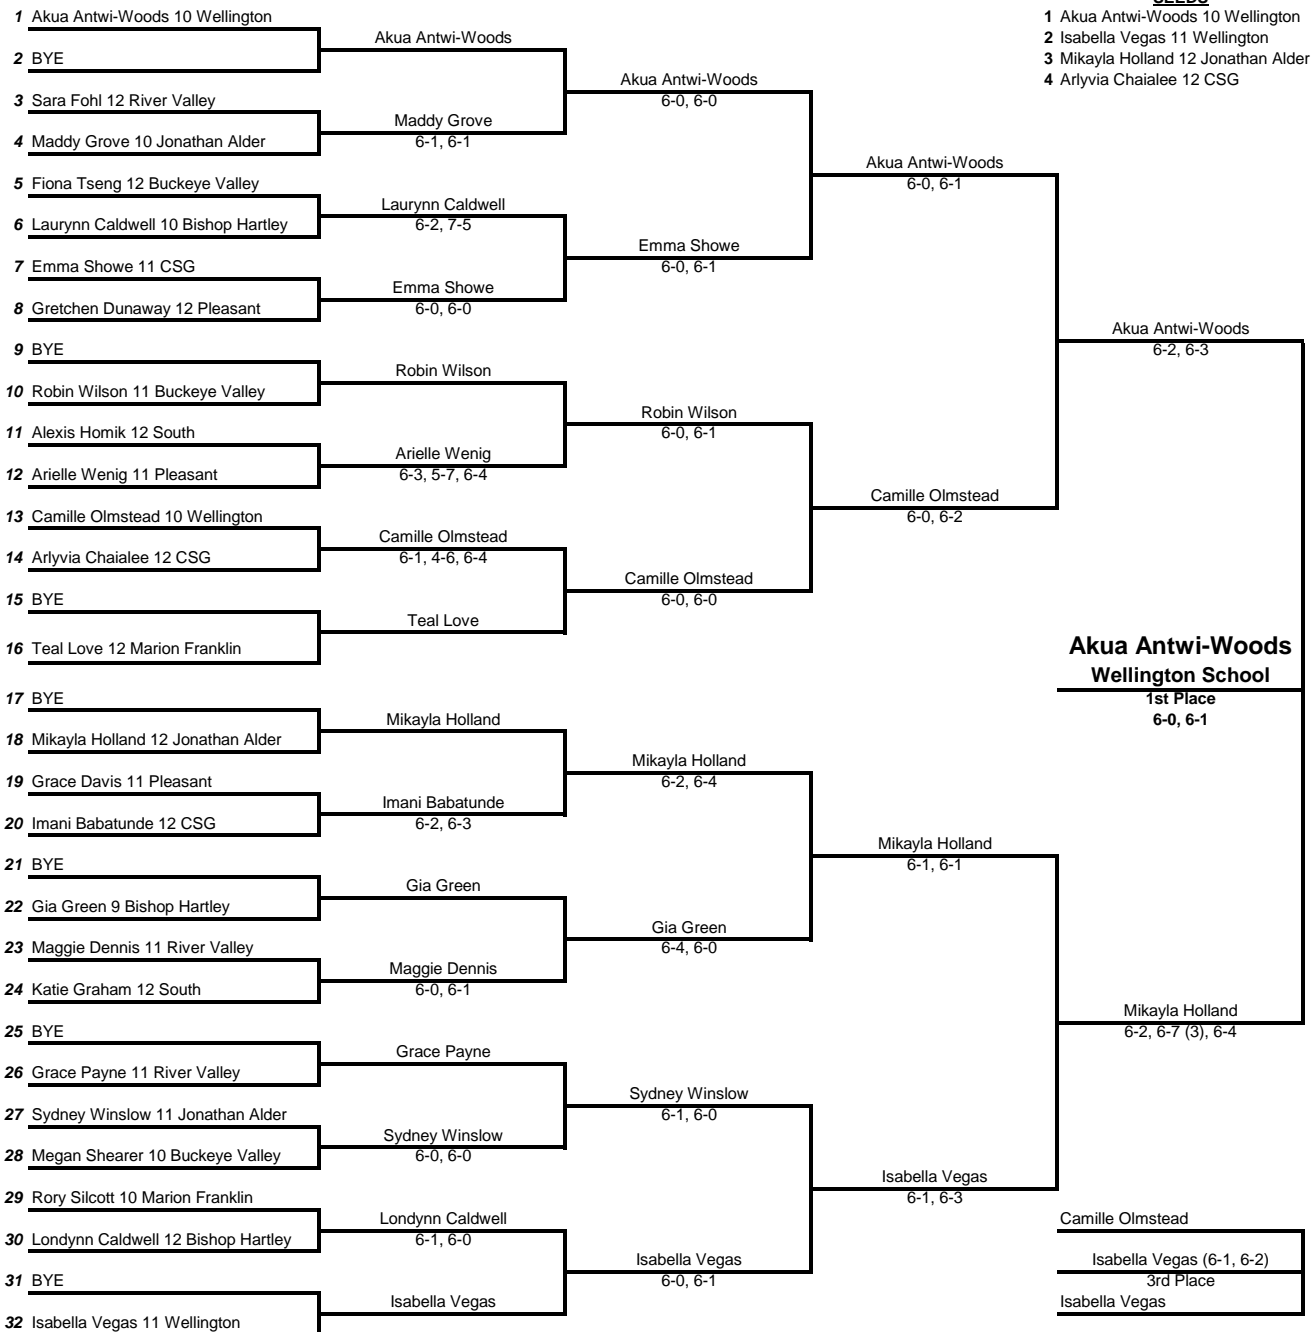 SEEDS
1 Akua Antwi-Woods 10 Wellington
2 Isabella Vegas 11 Wellington
3 Mikayla Holland 12 Jonathan Alder
4 Arlyvia Chaialee 12 CSG
1 Akua Antwi-Woods 10 Wellington
2 BYE
3 Sara Fohl 12 River Valley
4 Maddy Grove 10 Jonathan Alder
5 Fiona Tseng 12 Buckeye Valley
6 Laurynn Caldwell 10 Bishop Hartley
7 Emma Showe 11 CSG
8 Gretchen Dunaway 12 Pleasant
9 BYE
10 Robin Wilson 11 Buckeye Valley
11 Alexis Homik 12 South
12 Arielle Wenig 11 Pleasant
13 Camille Olmstead 10 Wellington
14 Arlyvia Chaialee 12 CSG
15 BYE
16 Teal Love 12 Marion Franklin
17 BYE
18 Mikayla Holland 12 Jonathan Alder
19 Grace Davis 11 Pleasant
20 Imani Babatunde 12 CSG
21 BYE
22 Gia Green 9 Bishop Hartley
23 Maggie Dennis 11 River Valley
24 Katie Graham 12 South
25 BYE
26 Grace Payne 11 River Valley
27 Sydney Winslow 11 Jonathan Alder
28 Megan Shearer 10 Buckeye Valley
29 Rory Silcott 10 Marion Franklin
30 Londynn Caldwell 12 Bishop Hartley
31 BYE
32 Isabella Vegas 11 Wellington
Akua Antwi-Woods
Maddy Grove
6-1, 6-1
Laurynn Caldwell
6-2, 7-5
Emma Showe
6-0, 6-0
Robin Wilson
Arielle Wenig
6-3, 5-7, 6-4
Camille Olmstead
6-1, 4-6, 6-4
Teal Love
Mikayla Holland
Imani Babatunde
6-2, 6-3
Gia Green
Maggie Dennis
6-0, 6-1
Grace Payne
Sydney Winslow
6-0, 6-0
Londynn Caldwell
6-1, 6-0
Isabella Vegas
Akua Antwi-Woods
6-0, 6-0
Emma Showe
6-0, 6-1
Robin Wilson
6-0, 6-1
Camille Olmstead
6-0, 6-0
Mikayla Holland
6-2, 6-4
Gia Green
6-4, 6-0
Sydney Winslow
6-1, 6-0
Isabella Vegas
6-0, 6-1
Akua Antwi-Woods
6-0, 6-1
Camille Olmstead
6-0, 6-2
Mikayla Holland
6-1, 6-1
Isabella Vegas
6-1, 6-3
Akua Antwi-Woods
6-2, 6-3
Mikayla Holland
6-2, 6-7 (3), 6-4
Akua Antwi-Woods
Wellington School
1st Place
6-0, 6-1
Camille Olmstead
Isabella Vegas (6-1, 6-2)
3rd Place
Isabella Vegas